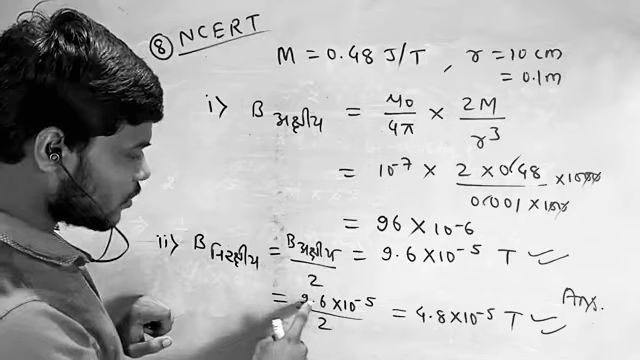 ⑧ NCERT
M = 0.48 J/T , r = 10 cm
= 0.1m
i> B अक्षीय = μ0/4π × 2M/r³
= 10⁻⁷ × 2 × 0.48 × 1000 / 0.001 × 1000
= 96 × 10⁻⁶
ii> B निरक्षीय = B अक्षीय/2 = 9.6 × 10⁻⁵ T ✓
= 9.6 × 10⁻⁵/2 = 4.8 × 10⁻⁵ T ✓ Ans.